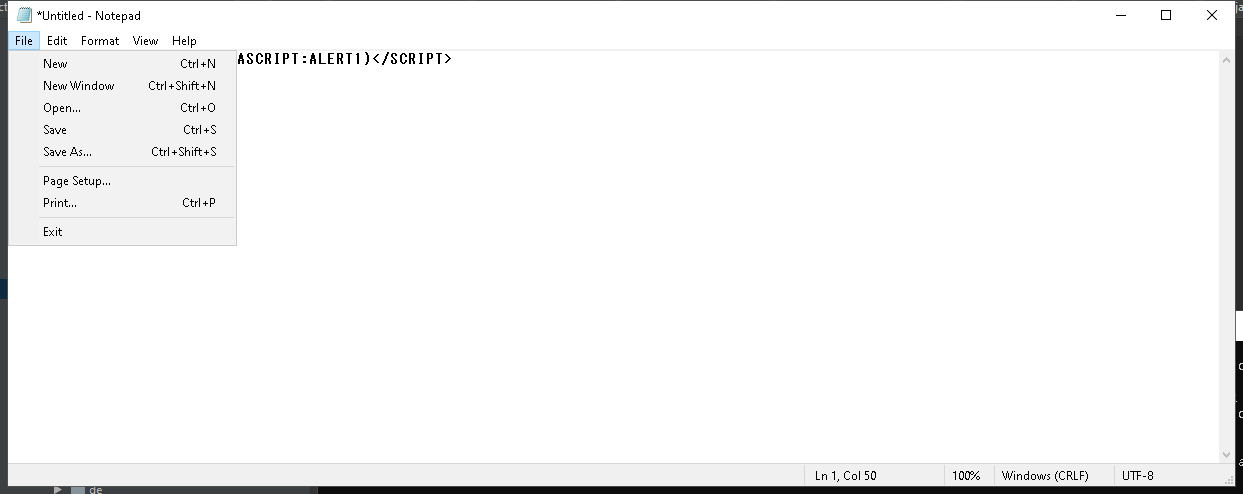 *Untitled - Notepad
File Edit Format View Help
ASCRIPT:ALERT1)</SCRIPT>
New Ctrl+N
New Window Ctrl+Shift+N
Open... Ctrl+O
Save Ctrl+S
Save As... Ctrl+Shift+S
Page Setup...
Print... Ctrl+P
Exit
Ln 1, Col 50 100% Windows (CRLF) UTF-8
de